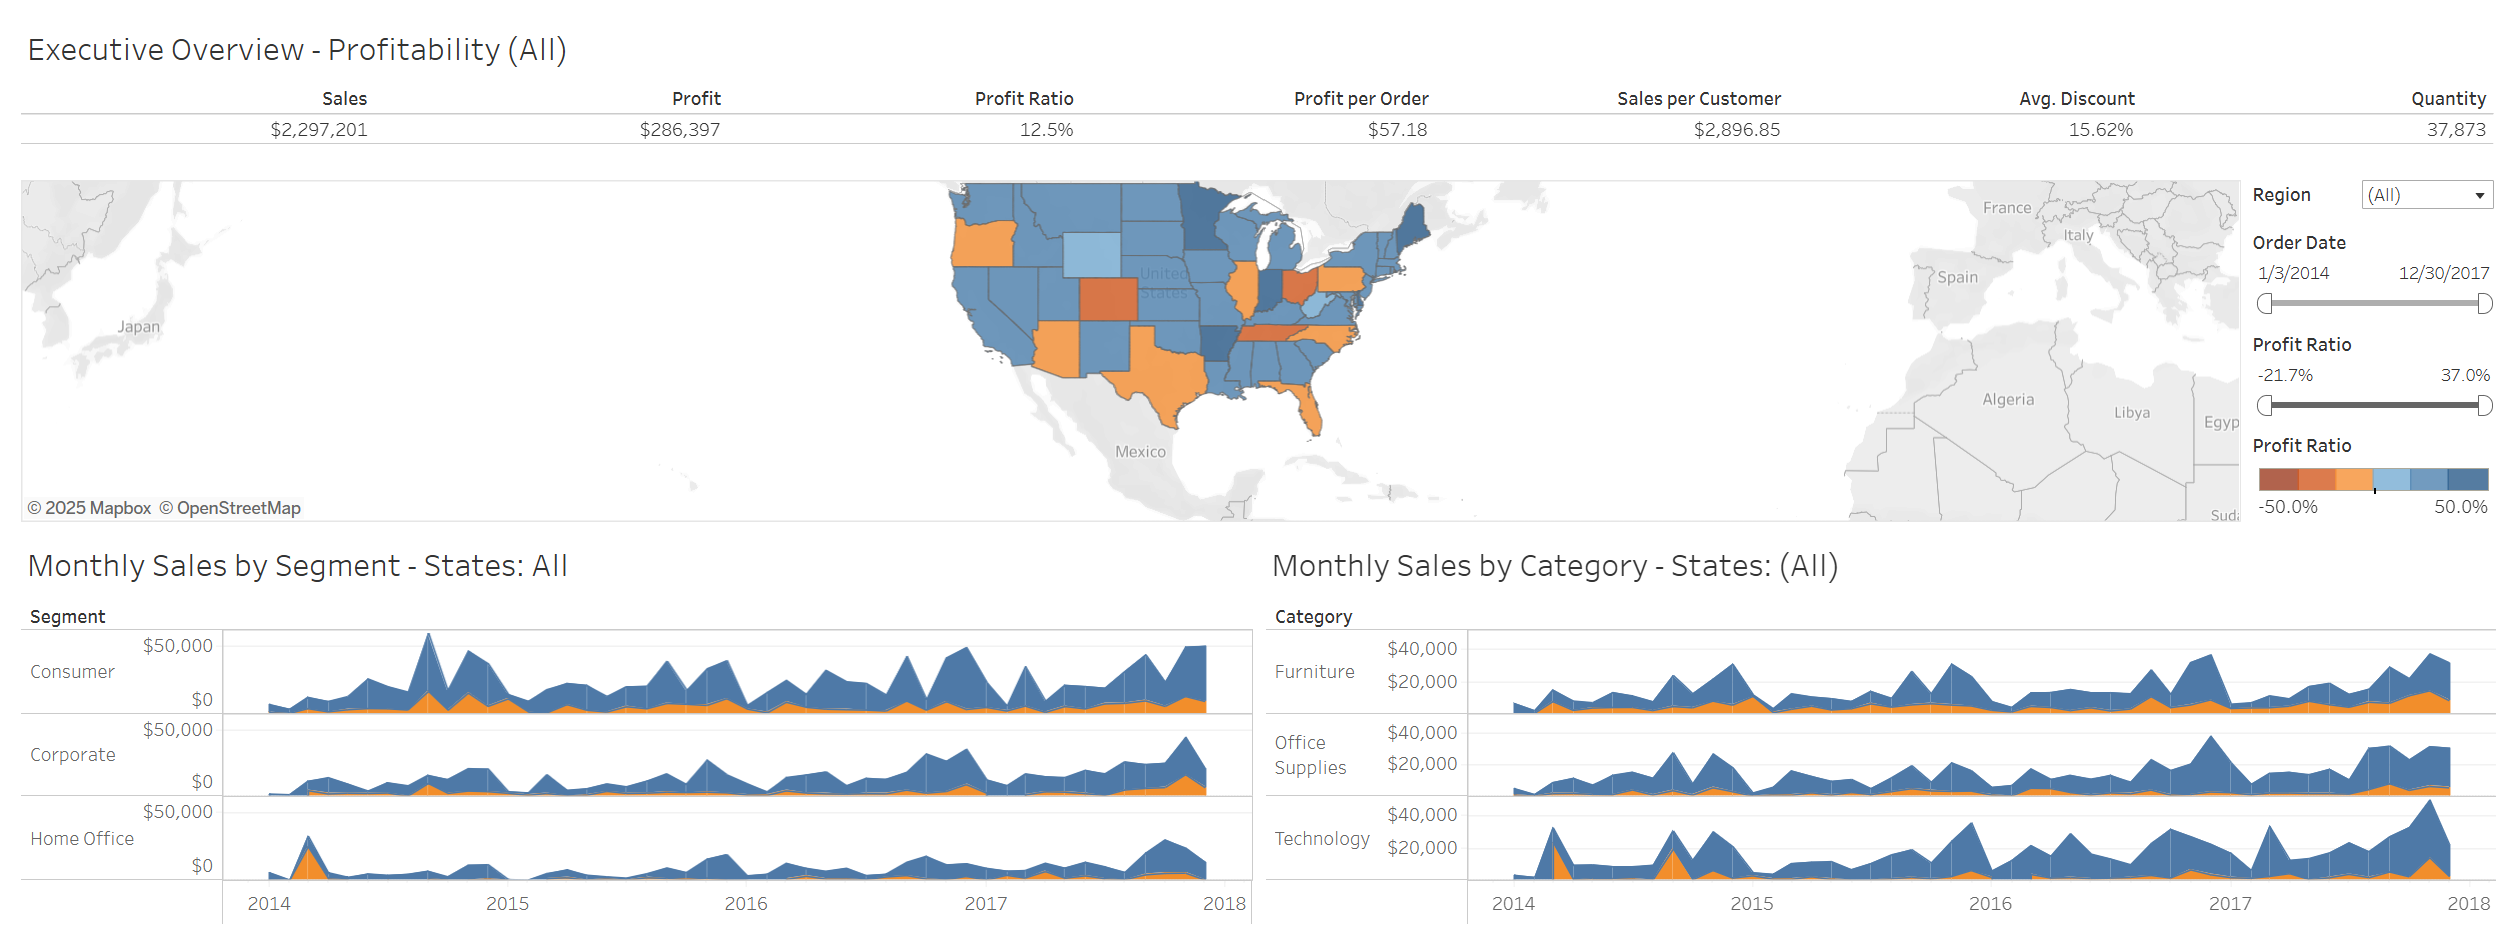 Executive Overview - Profitability (All)
Sales Profit Profit Ratio Profit per Order Sales per Customer Avg. Discount Quantity
$2,297,201 $286,397 12.5% $57.18 $2,896.85 15.62% 37,873
Region (All)
Order Date
1/3/2014 12/30/2017
Profit Ratio
-21.7% 37.0%
Profit Ratio
-50.0% 50.0%
France
Italy
United
States
Spain
Japan
Algeria
Libya
Egyp
Mexico
© 2025 Mapbox © OpenStreetMap
Suda
Monthly Sales by Segment - States: All
Segment
Consumer
$50,000
$0
Corporate
$50,000
$0
Home Office
$50,000
$0
2014 2015 2016 2017 2018
Monthly Sales by Category - States: (All)
Category
Furniture
$40,000
$20,000
Office
Supplies
$40,000
$20,000
Technology
$40,000
$20,000
2014 2015 2016 2017 2018